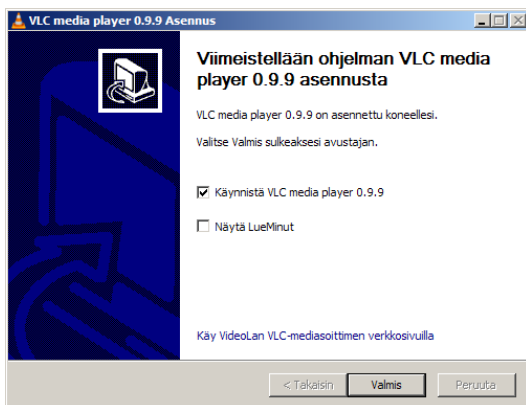 VLC media player 0.9.9 Asennus
Viimeistellään ohjelman VLC media
player 0.9.9 asennusta
VLC media player 0.9.9 on asennettu koneellesi.
Valitse Valmis sulkeaksesi avustajan.
Käynnistä VLC media player 0.9.9
Näytä LueMinut
Käy VideoLan VLC-mediasoittimen verkkosivuilla
< Takaisin Valmis Peruuta